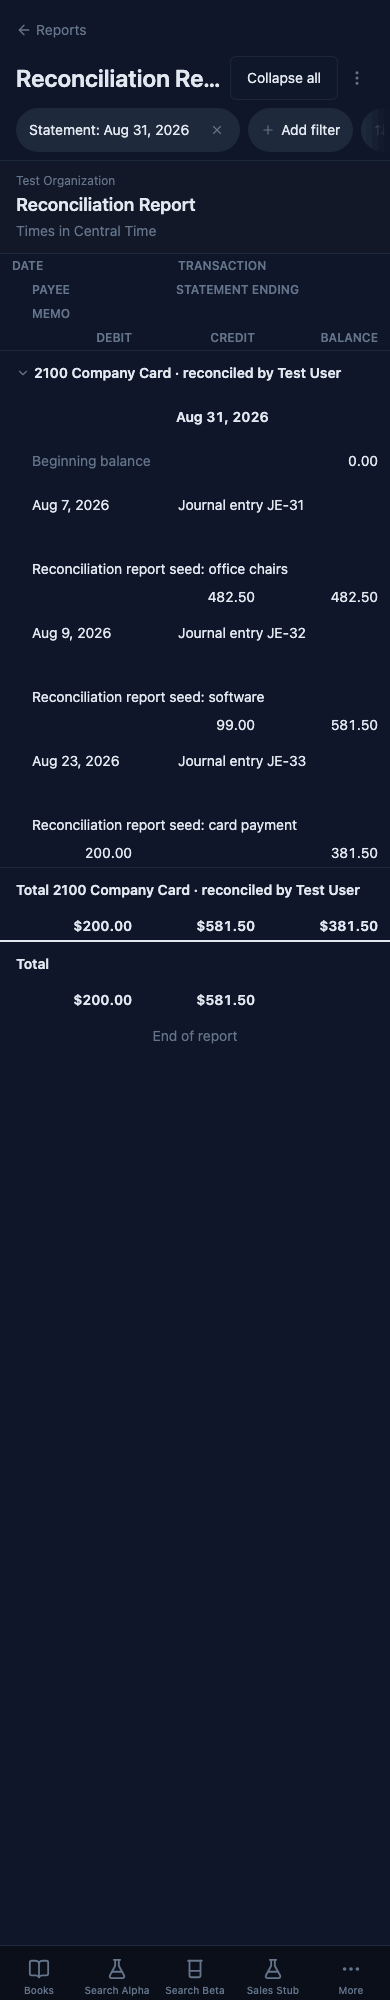 Reports
Reconciliation Re... Collapse all
Statement: Aug 31, 2026 Add filter
Test Organization
Reconciliation Report
Times in Central Time
DATE TRANSACTION
PAYEE STATEMENT ENDING
MEMO
DEBIT CREDIT BALANCE
2100 Company Card · reconciled by Test User
Aug 31, 2026
Beginning balance 0.00
Aug 7, 2026 Journal entry JE-31
Reconciliation report seed: office chairs
482.50 482.50
Aug 9, 2026 Journal entry JE-32
Reconciliation report seed: software
99.00 581.50
Aug 23, 2026 Journal entry JE-33
Reconciliation report seed: card payment
200.00 381.50
Total 2100 Company Card · reconciled by Test User
$200.00 $581.50 $381.50
Total
$200.00 $581.50
End of report
Books Search Alpha Search Beta Sales Stub More